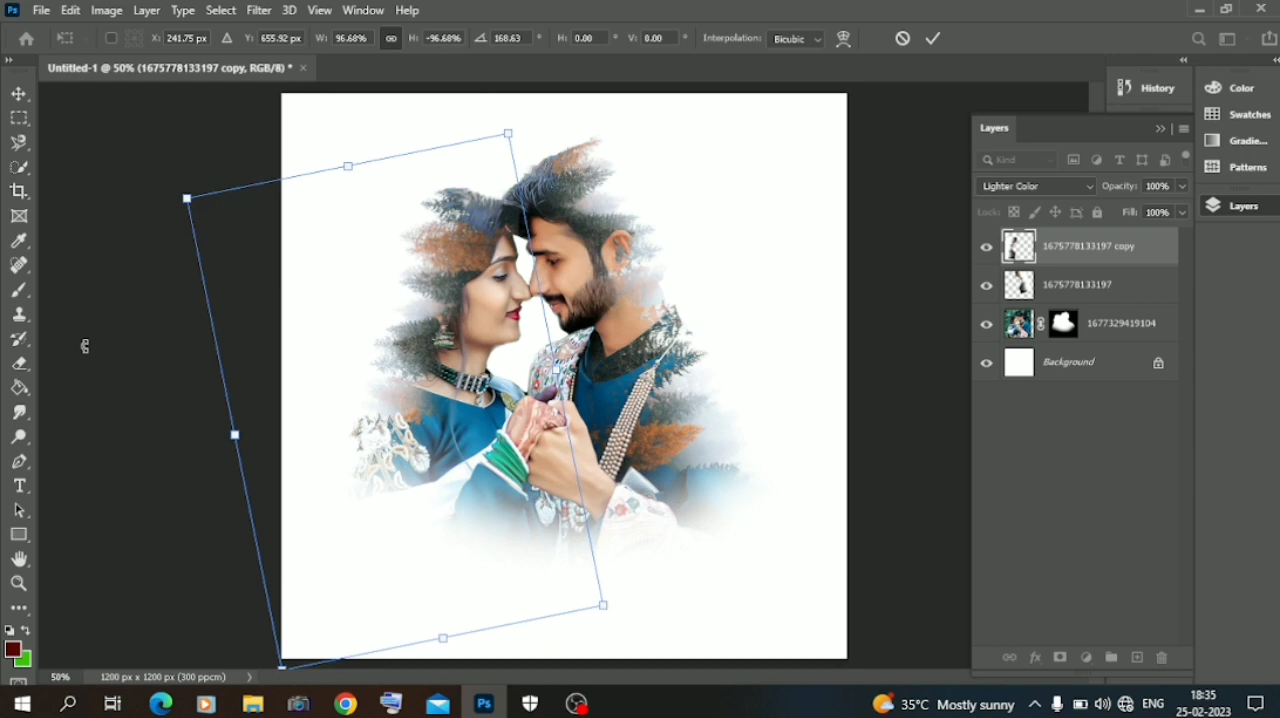 Ps File Edit Image Layer Type Select Filter 3D View Window Help
X: 241.75 px Y: 655.92 px W: 96.68% H: -96.68% 168.63 ° H: 0.00 ° V: 0.00 ° Interpolation: Bicubic
Untitled-1 @ 50% (1675778133197 copy, RGB/8) * ×
History
Color
Swatches
Gradie...
Patterns
Layers
Layers
Kind
Lighter Color Opacity: 100%
Lock: Fill: 100%
1675778133197 copy
1675778133197
1677329419104
Background
fx
50% 1200 px x 1200 px (300 ppcm)
Ps 35°C Mostly sunny ENG 18:35
25-02-2023